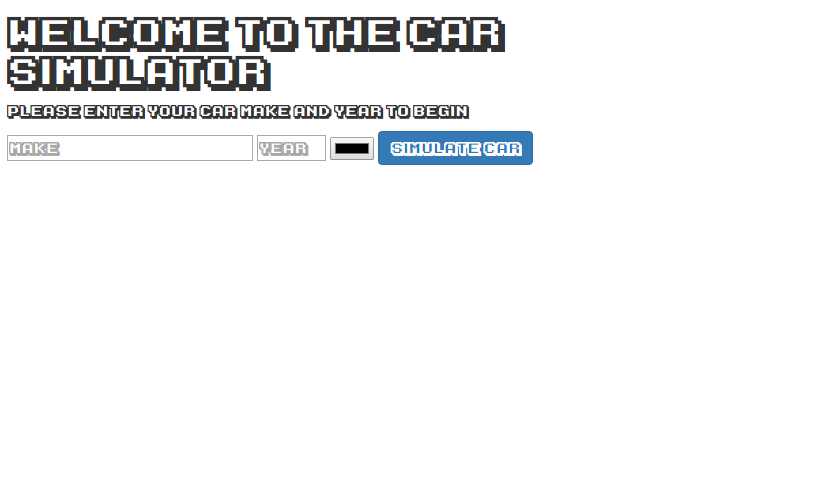 WELCOME TO THE CAR
SIMULATOR
PLEASE ENTER YOUR CAR MAKE AND YEAR TO BEGIN
MAKE YEAR SIMULATE CAR